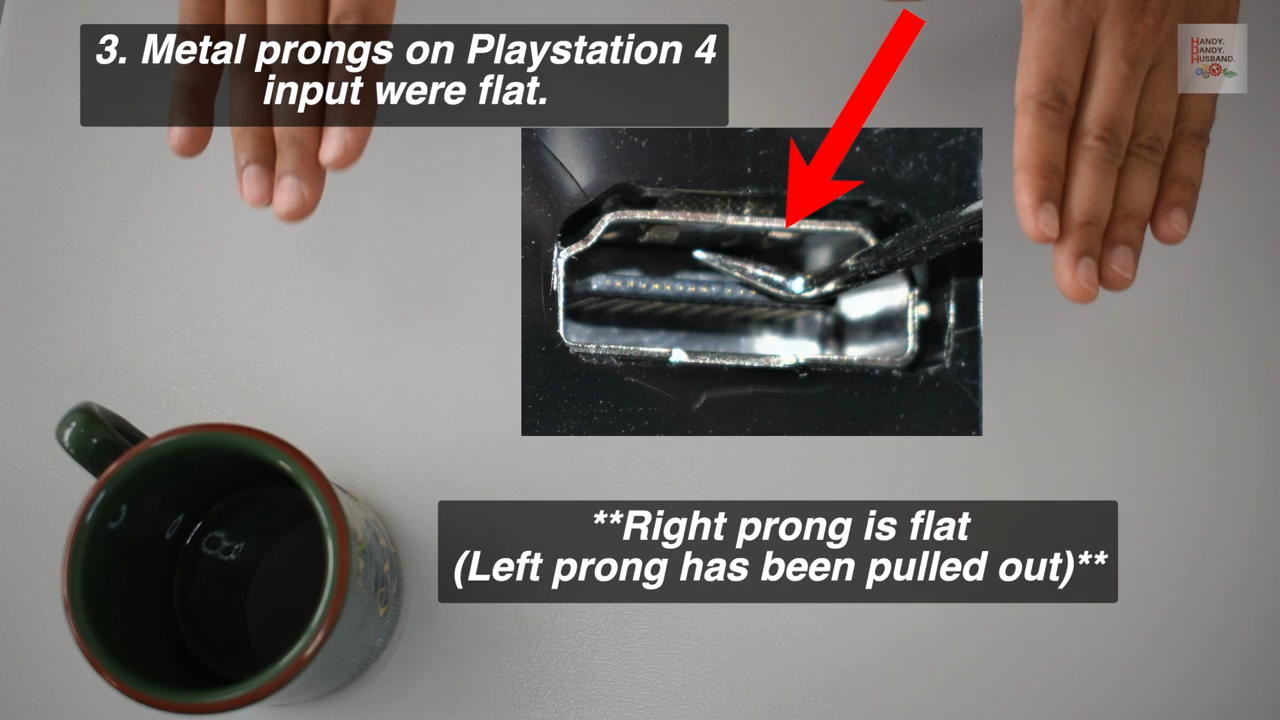 3. Metal prongs on Playstation 4
input were flat.
HANDY.
DANDY.
HUSBAND.
**Right prong is flat
(Left prong has been pulled out)**